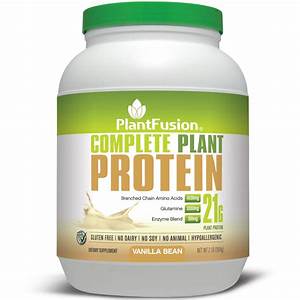 PlantFusion®
COMPLETE PLANT
PROTEIN
Branched Chain Amino Acids
Glutamine
Enzyme Blend
21g
PLANT PROTEIN
GLUTEN FREE | NO DAIRY | NO SOY | NO ANIMAL | HYPOALLERGENIC
DIETARY SUPPLEMENT
VANILLA BEAN